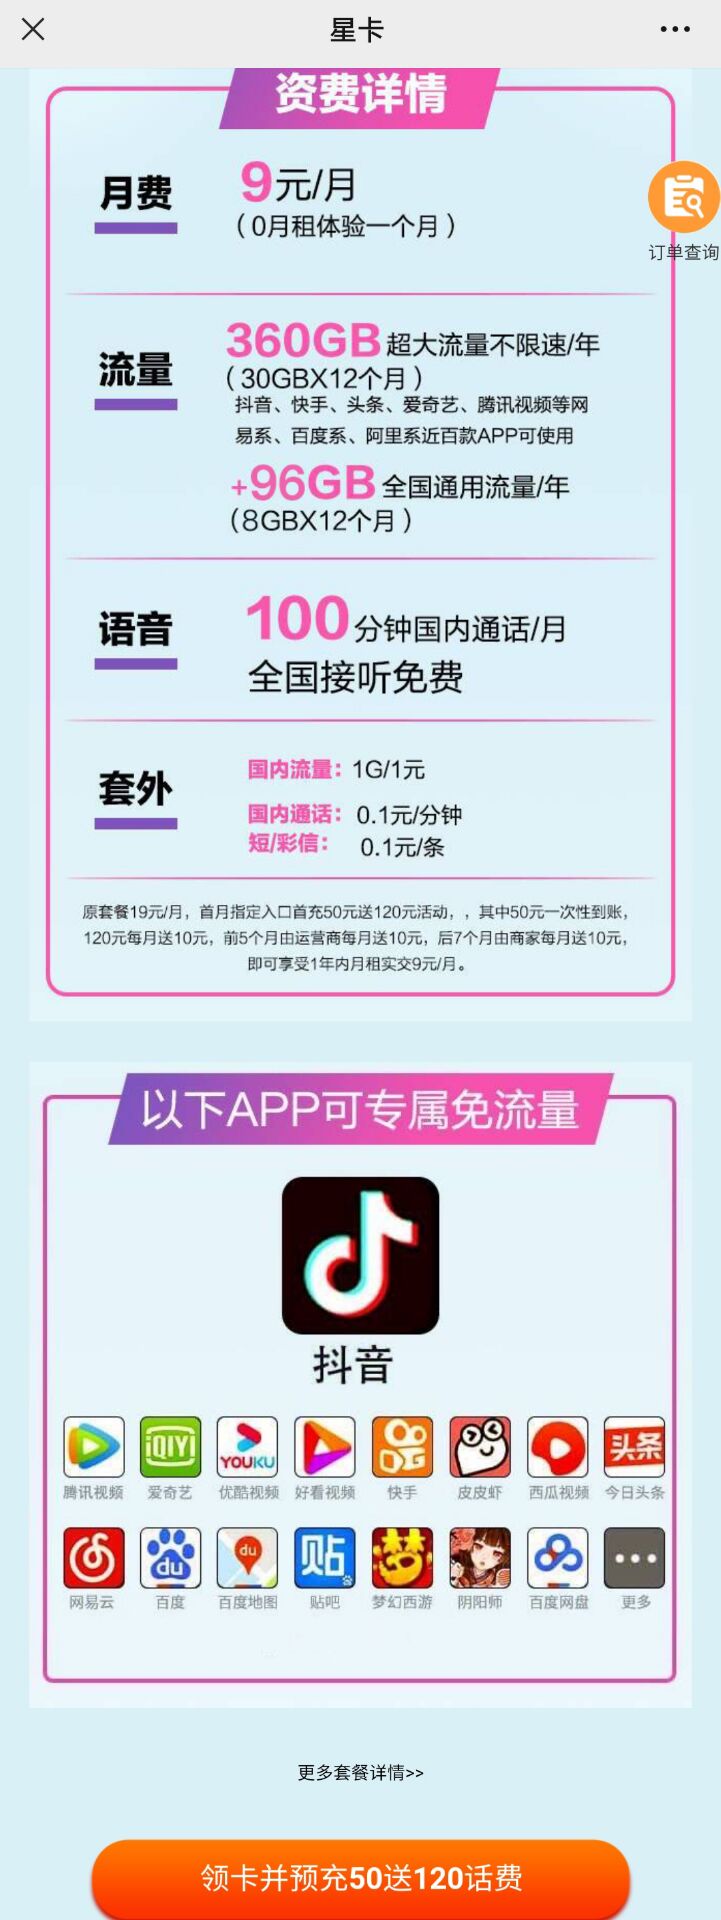 星卡
资费详情
月费
9元/月
（0月租体验一个月）
订单查询
流量
360GB超大流量不限速/年
（30GBX12个月）
抖音、快手、头条、爱奇艺、腾讯视频等网
易系、百度系、阿里系近百款APP可使用
+96GB全国通用流量/年
（8GBX12个月）
语音
100分钟国内通话/月
全国接听免费
套外
国内流量：1G/1元
国内通话：0.1元/分钟
短/彩信：0.1元/条
原套餐19元/月，首月指定入口首充50元送120元活动，，其中50元一次性到账，
120元每月送10元，前5个月由运营商每月送10元，后7个月由商家每月送10元，
即可享受1年内月租实交9元/月。
以下APP可专属免流量
抖音
iQIYI
YOUKU
头条
腾讯视频 爱奇艺 优酷视频 好看视频 快手 皮皮虾 西瓜视频 今日头条
du
du
贴
梦
网易云 百度 百度地图 贴吧 梦幻西游 阴阳师 百度网盘 更多
更多套餐详情>>
领卡并预充50送120话费